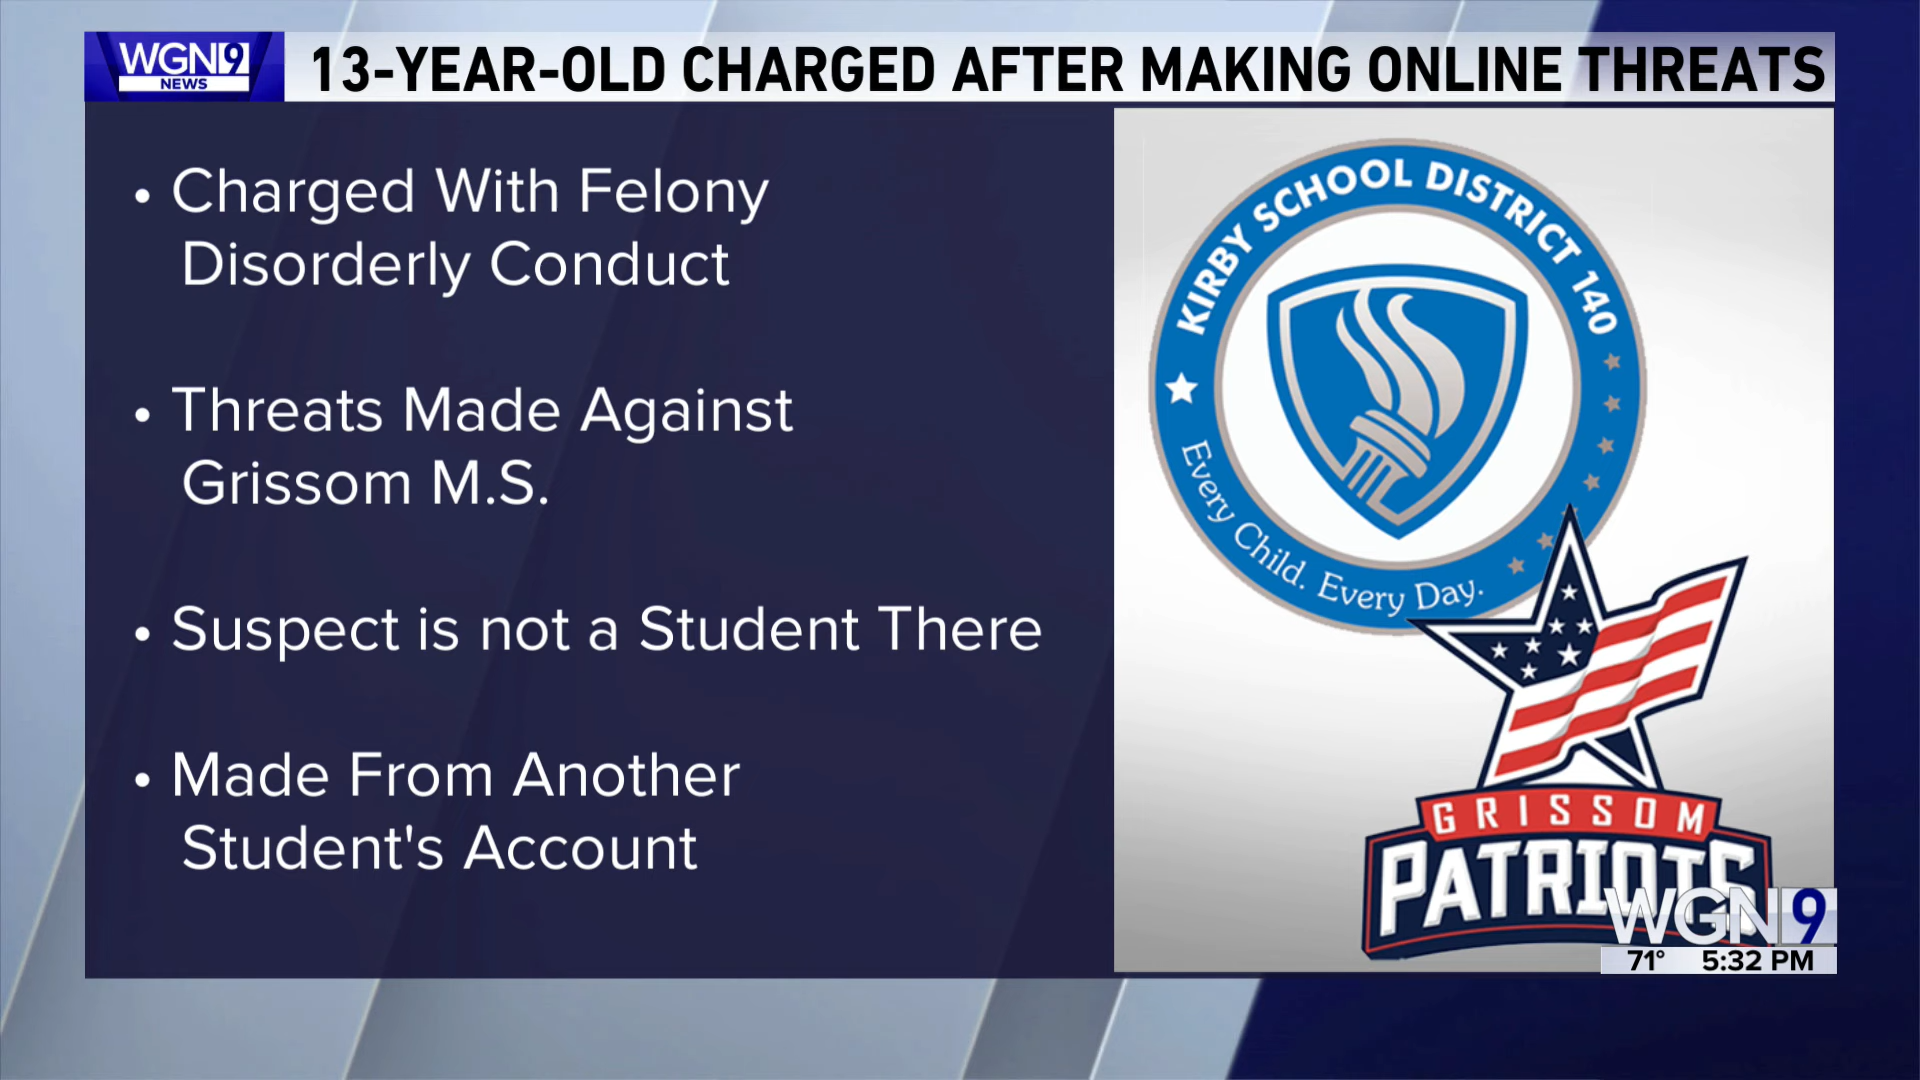 WGN9
NEWS
13-YEAR-OLD CHARGED AFTER MAKING ONLINE THREATS
• Charged With Felony
Disorderly Conduct
• Threats Made Against
Grissom M.S.
• Suspect is not a Student There
• Made From Another
Student's Account
KIRBY SCHOOL DISTRICT 140
Every Child. Every Day.
GRISSOM
PATRIOTS
WGN 9
71° 5:32 PM